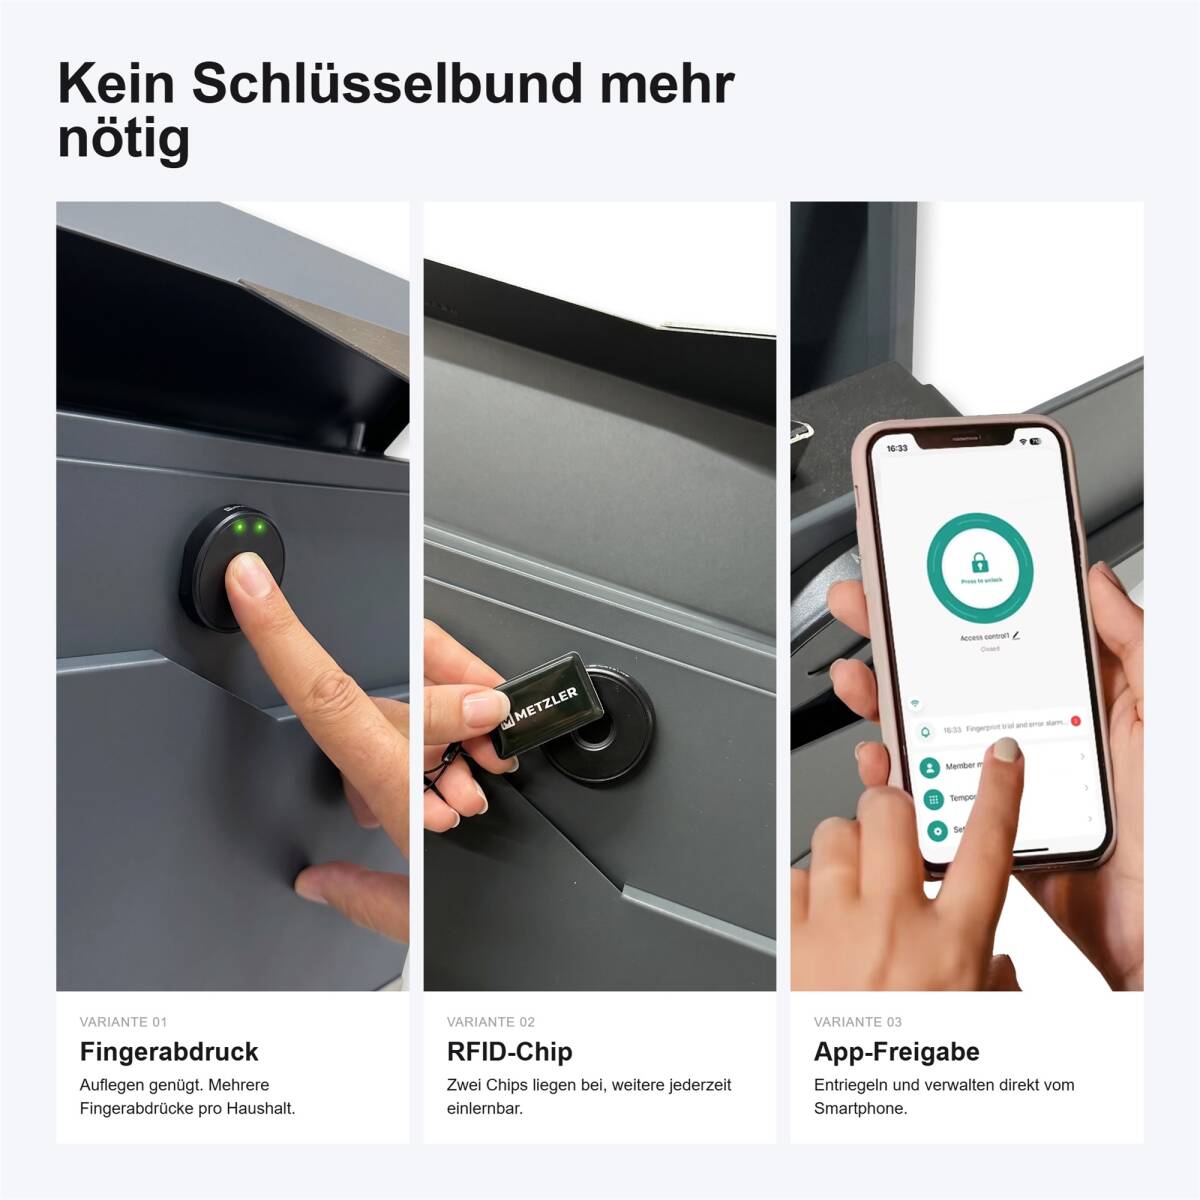 Kein Schlüsselbund mehr
nötig
METZLER
16:33
Press to unlock
Access control1
Closed
16:33 Fingerprint trial and error alarm...
Member
VARIANTE 01
Fingerabdruck
Auflegen genügt. Mehrere
Fingerabdrücke pro Haushalt.
VARIANTE 02
RFID-Chip
Zwei Chips liegen bei, weitere jederzeit
einlernbar.
VARIANTE 03
App-Freigabe
Entriegeln und verwalten direkt vom
Smartphone.